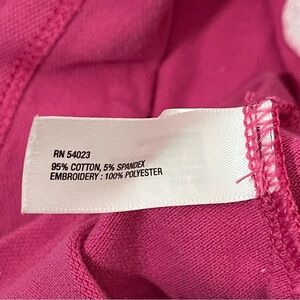 RN 54023
95% COTTON, 5% SPANDEX
EMBROIDERY : 100% POLYESTER